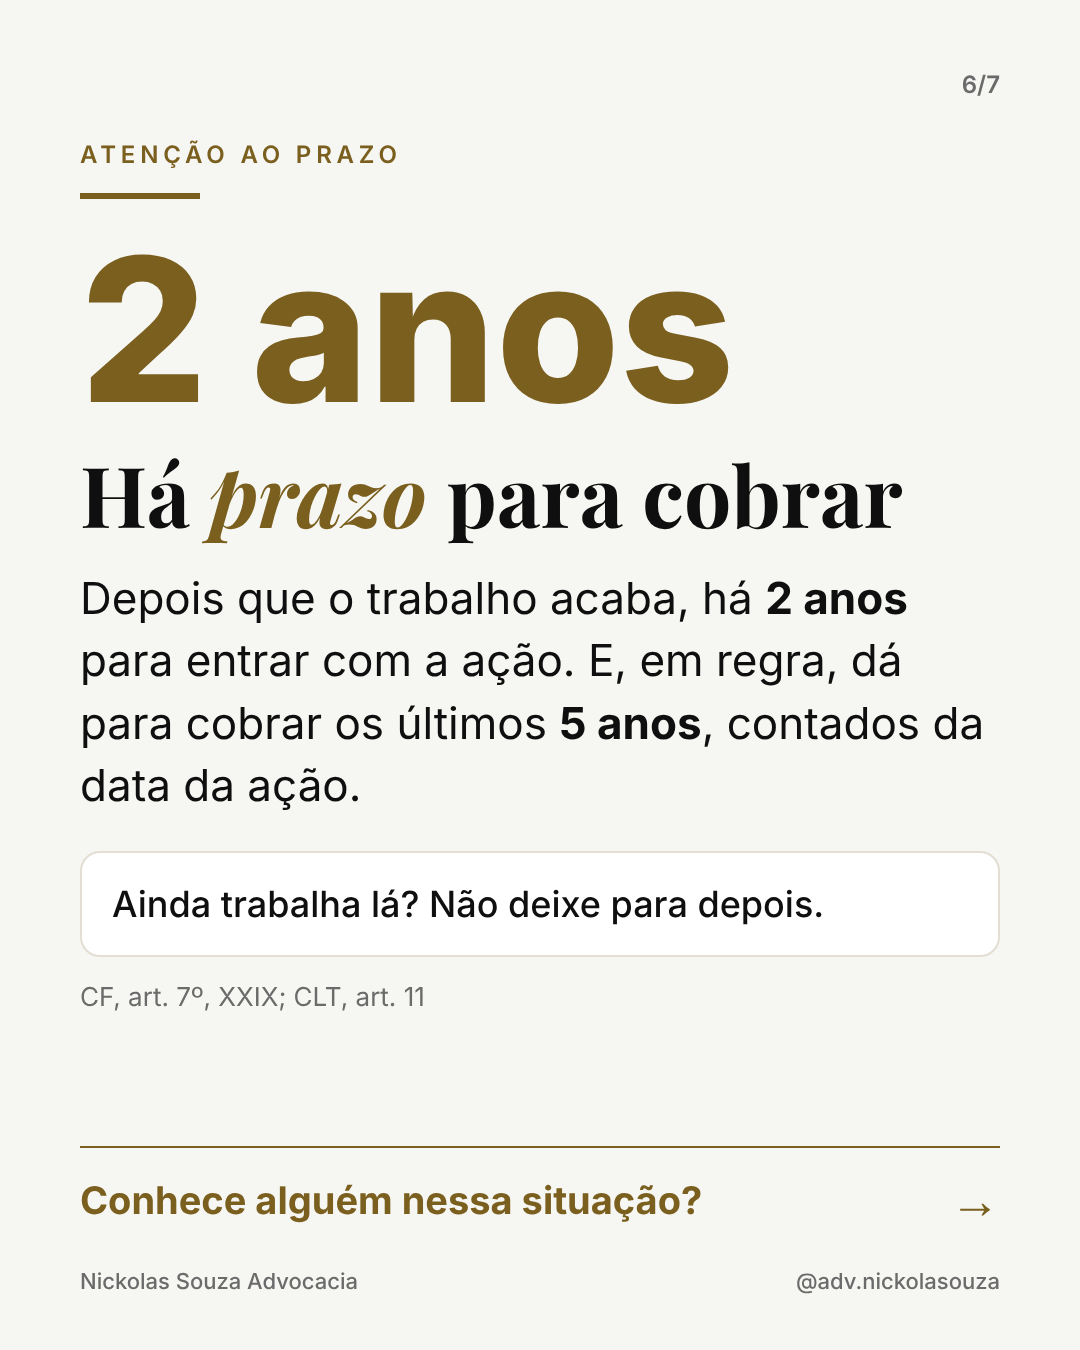 6/7
ATENÇÃO AO PRAZO
2 anos
Há prazo para cobrar
Depois que o trabalho acaba, há 2 anos
para entrar com a ação. E, em regra, dá
para cobrar os últimos 5 anos, contados da
data da ação.
Ainda trabalha lá? Não deixe para depois.
CF, art. 7º, XXIX; CLT, art. 11
Conhece alguém nessa situação? →
Nickolas Souza Advocacia @adv.nickolasouza